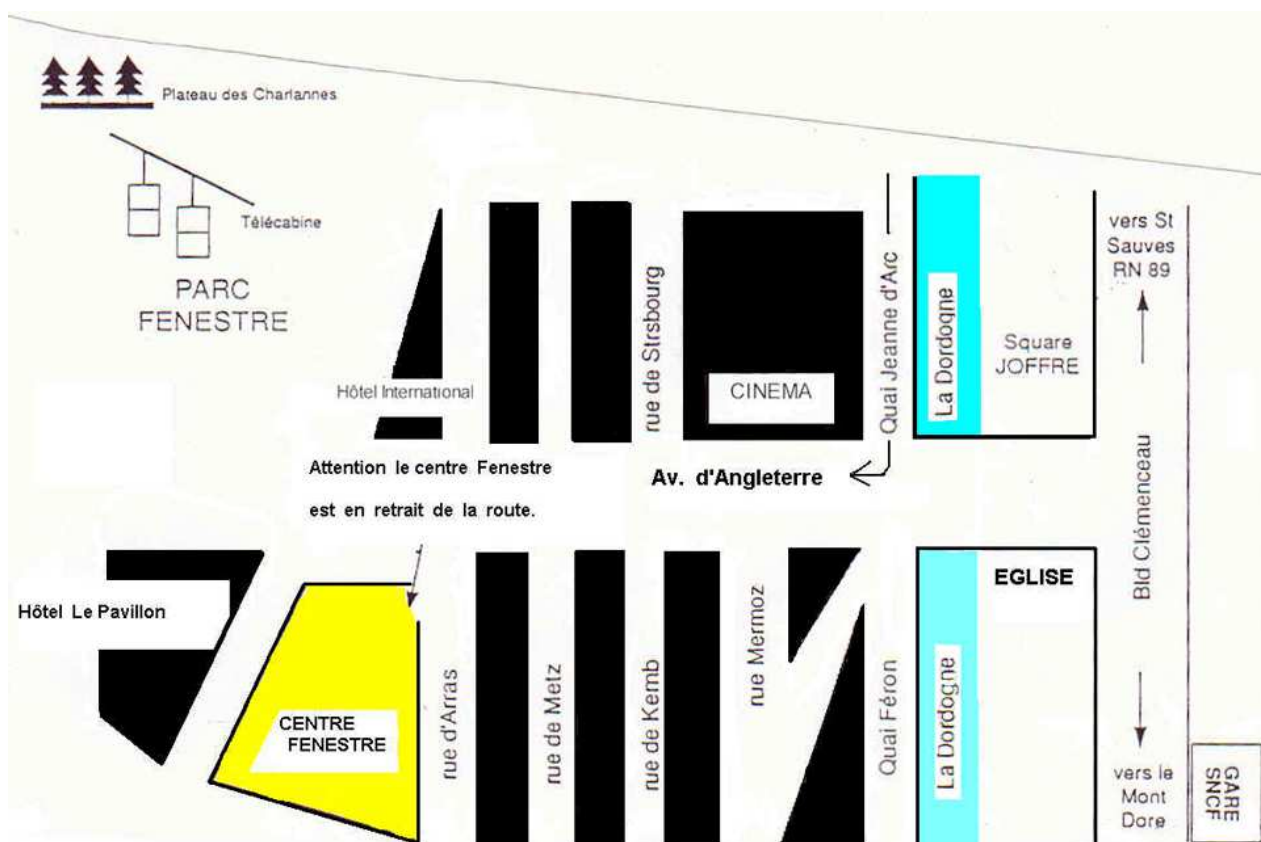 Plateau des Charlannes
Télécabine
PARC
FENESTRE
Hôtel International
rue de Strsbourg
CINEMA
Quai Jeanne d'Arc
La Dordogne
Square
JOFFRE
vers St
Sauves
RN 89
Attention le centre Fenestre
est en retrait de la route.
Av. d'Angleterre
Bld Clémenceau
Hôtel Le Pavillon
CENTRE
FENESTRE
rue d'Arras
rue de Metz
rue de Kemb
rue Mermoz
Quai Féron
La Dordogne
EGLISE
vers le
Mont
Dore
GARE
SNCF